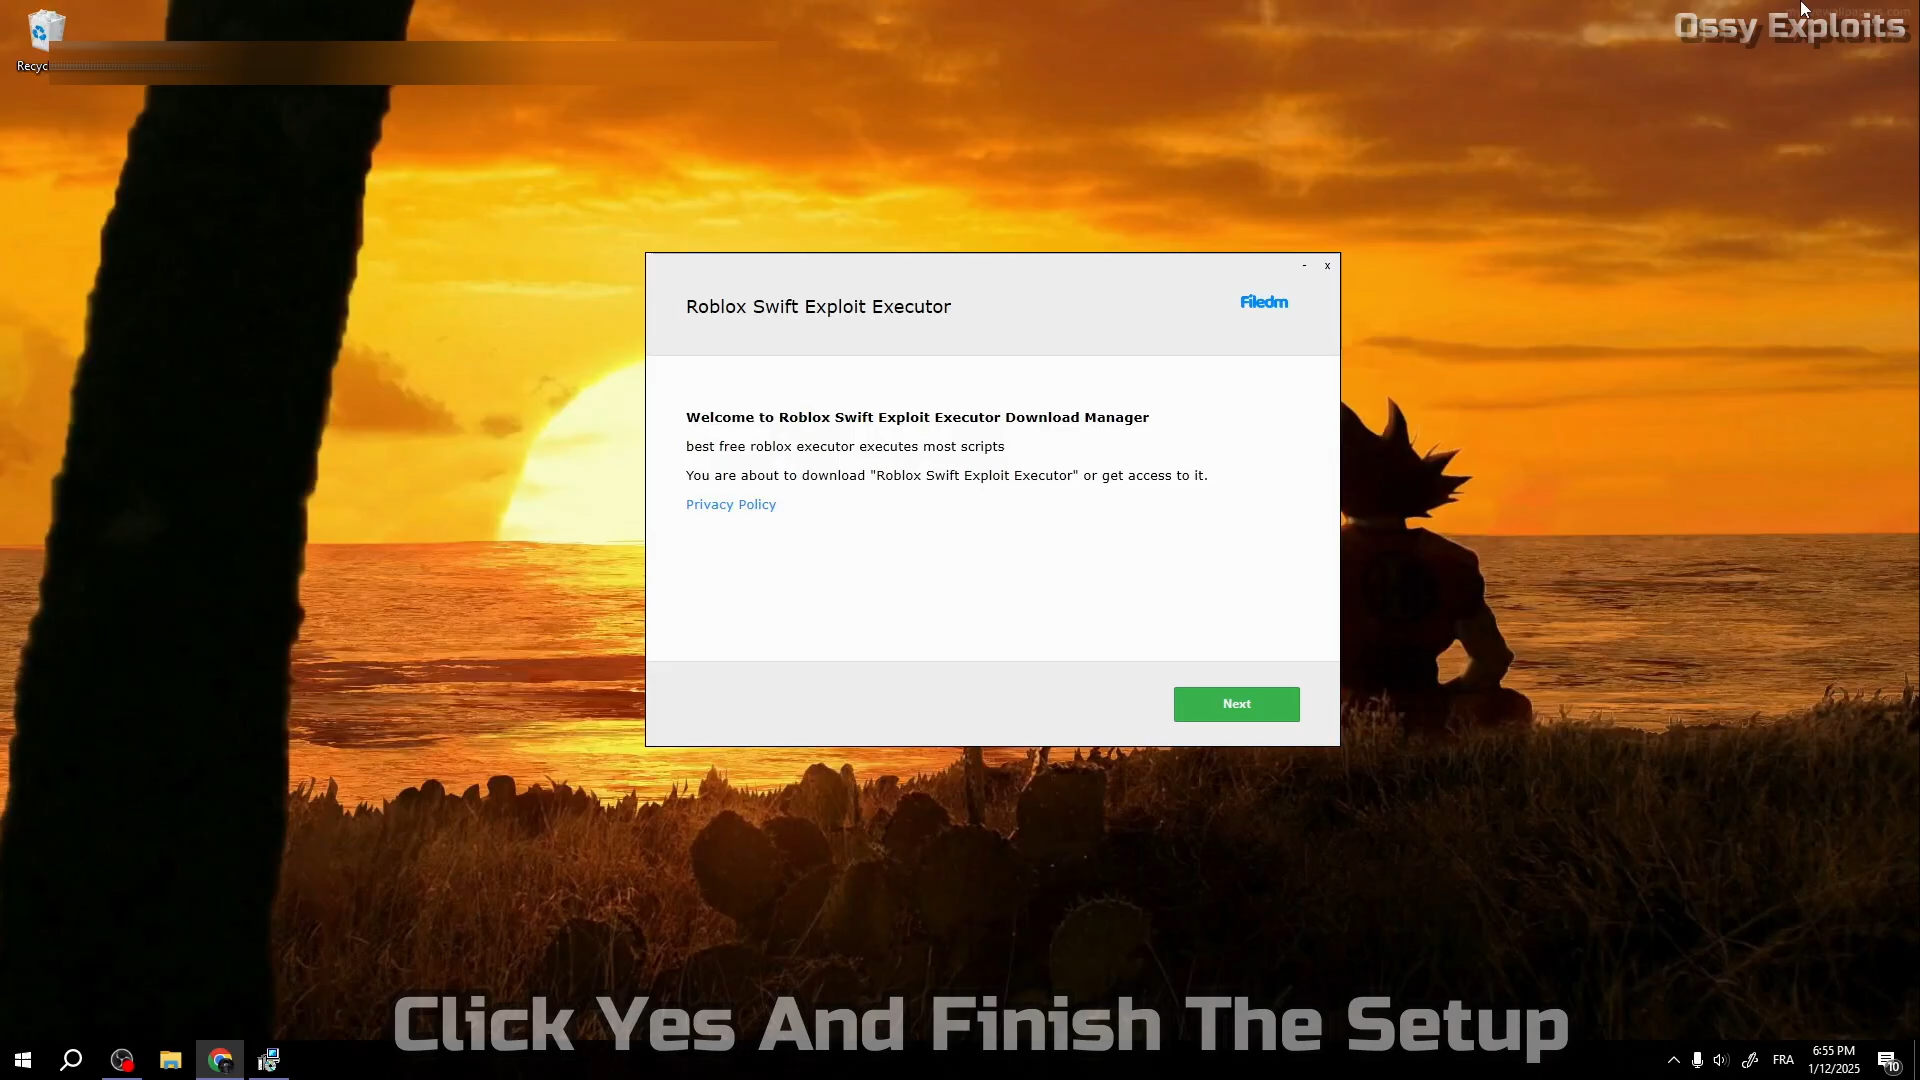 Recyc
Ossy Exploits
- x
Roblox Swift Exploit Executor
Filedm
Welcome to Roblox Swift Exploit Executor Download Manager
best free roblox executor executes most scripts
You are about to download "Roblox Swift Exploit Executor" or get access to it.
Privacy Policy
Next
Click Yes And Finish The Setup
FRA
6:55 PM
1/12/2025
10